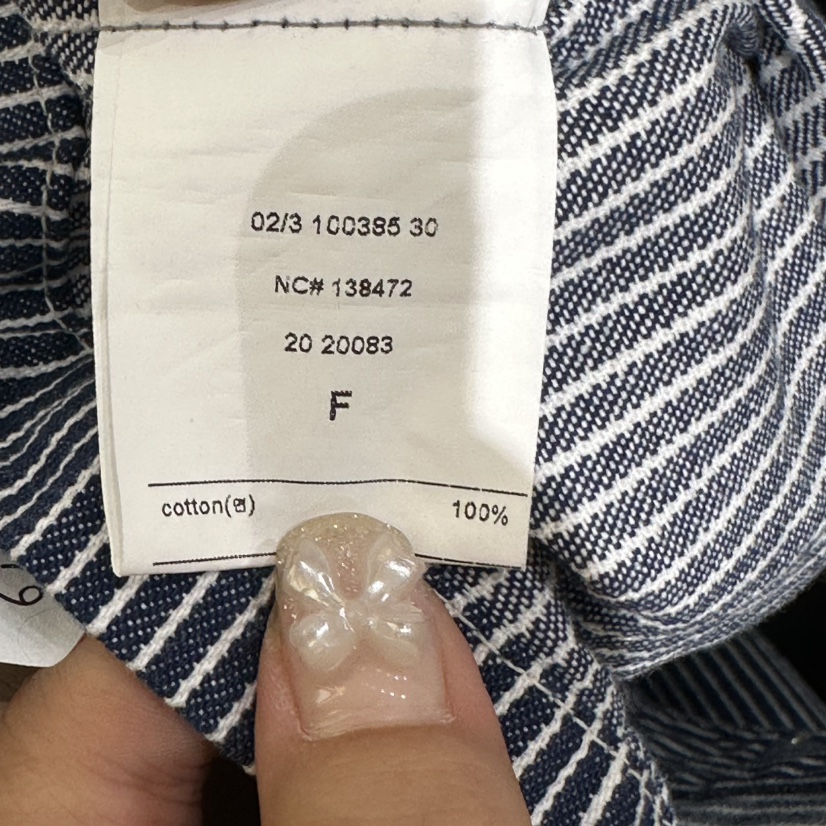 02/3 100385 30
NC# 138472
20 20083
F
cotton(면)
100%